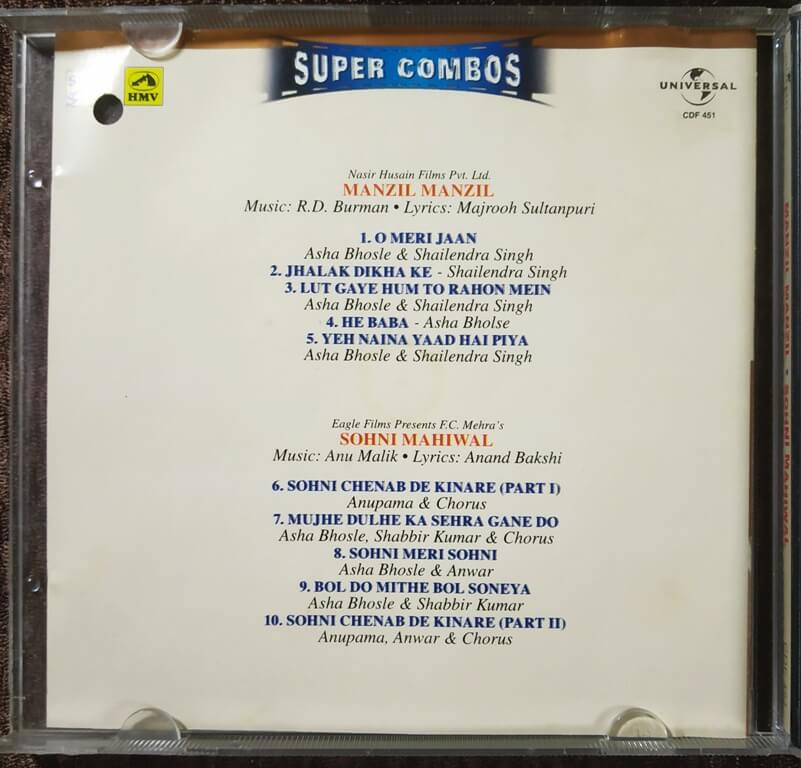 SUPER COMBOS
HMV
UNIVERSAL
CDF 451
Nasir Husain Films Pvt. Ltd.
MANZIL MANZIL
Music: R.D. Burman • Lyrics: Majrooh Sultanpuri
1. O MERI JAAN
Asha Bhosle & Shailendra Singh
2. JHALAK DIKHA KE - Shailendra Singh
3. LUT GAYE HUM TO RAHON MEIN
Asha Bhosle & Shailendra Singh
4. HE BABA - Asha Bholse
5. YEH NAINA YAAD HAI PIYA
Asha Bhosle & Shailendra Singh
Eagle Films Presents F.C. Mehra's
SOHNI MAHIWAL
Music: Anu Malik • Lyrics: Anand Bakshi
6. SOHNI CHENAB DE KINARE (PART I)
Anupama & Chorus
7. MUJHE DULHE KA SEHRA GANE DO
Asha Bhosle, Shabbir Kumar & Chorus
8. SOHNI MERI SOHNI
Asha Bhosle & Anwar
9. BOL DO MITHE BOL SONEYA
Asha Bhosle & Shabbir Kumar
10. SOHNI CHENAB DE KINARE (PART II)
Anupama, Anwar & Chorus
MANZIL MANZIL • SOHNI MAHIWAL